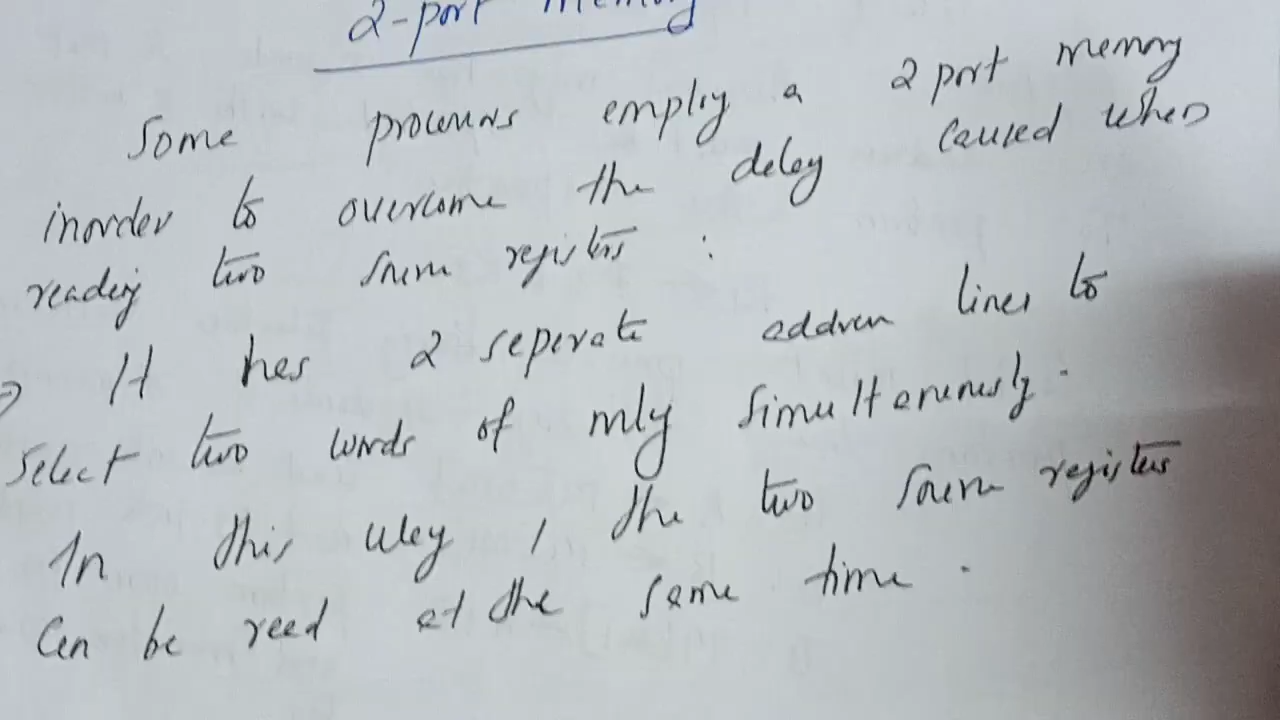 2-port memory
Some processors employ a 2 port memory
inorder to overcome the delay caused when
reading two source registers :
It has 2 seperate address lines to
select two words of mly simultaneously.
In this way, the two source registers
can be read at the same time.